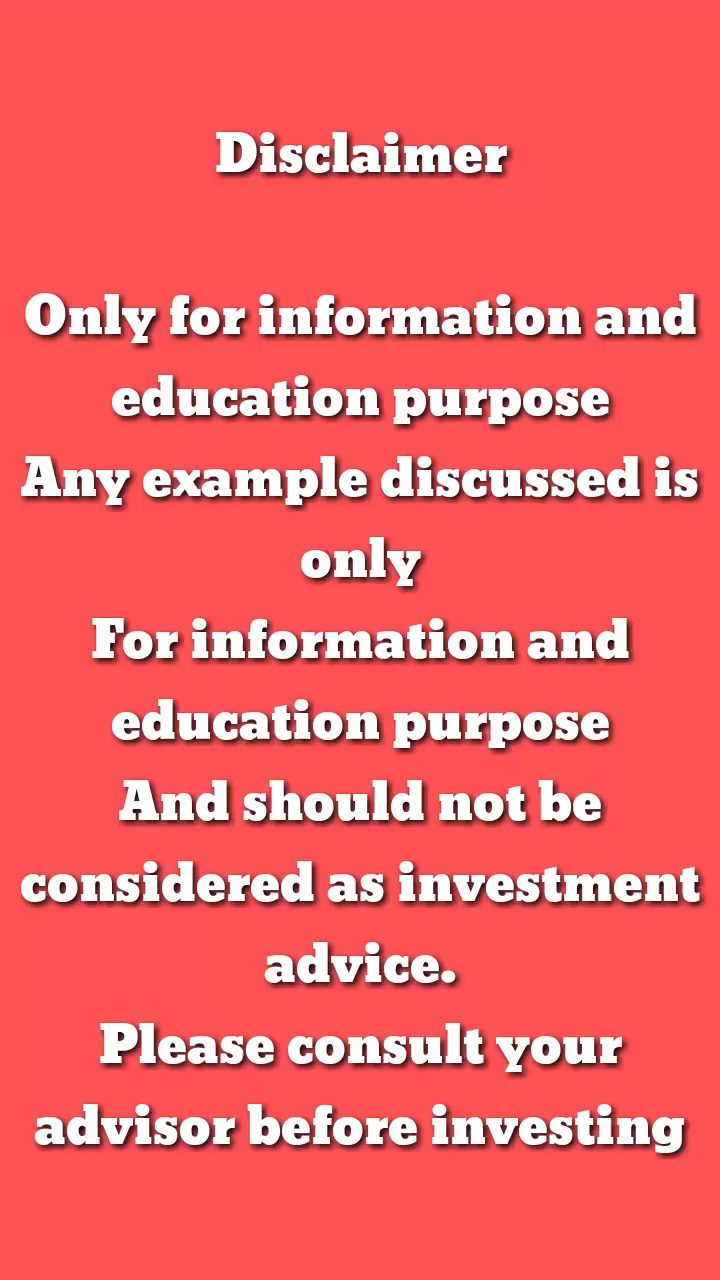 Disclaimer
Only for information and
education purpose
Any example discussed is
only
For information and
education purpose
And should not be
considered as investment
advice.
Please consult your
advisor before investing